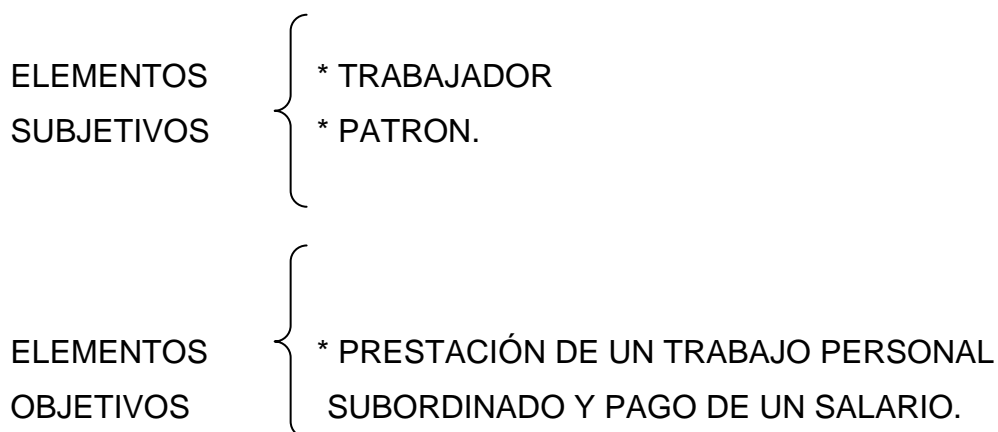 ELEMENTOS * TRABAJADOR
SUBJETIVOS * PATRON.
ELEMENTOS * PRESTACIÓN DE UN TRABAJO PERSONAL
OBJETIVOS SUBORDINADO Y PAGO DE UN SALARIO.